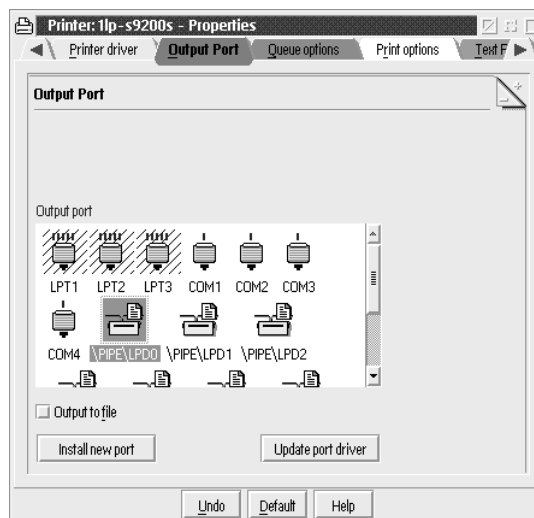 Printer: 1lp-s9200s - Properties
Printer driver
Output Port
Queue options
Print options
Output Port
Output port
LPT1 LPT2 LPT3 COM1 COM2 COM3
COM4 \PIPE\LPD0 \PIPE\LPD1 \PIPE\LPD2
Output to file
Install new port
Update port driver
Undo
Default
Help